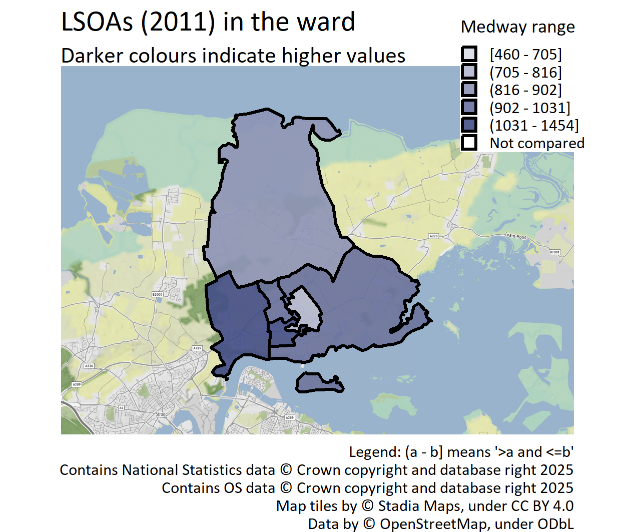 LSOAs (2011) in the ward
Darker colours indicate higher values
Medway range
[460 - 705]
(705 - 816]
(816 - 902]
(902 - 1031]
(1031 - 1454]
Not compared
Legend: (a - b] means '>a and <=b'
Contains National Statistics data © Crown copyright and database right 2025
Contains OS data © Crown copyright and database right 2025
Map tiles by © Stadia Maps, under CC BY 4.0
Data by © OpenStreetMap, under ODbL